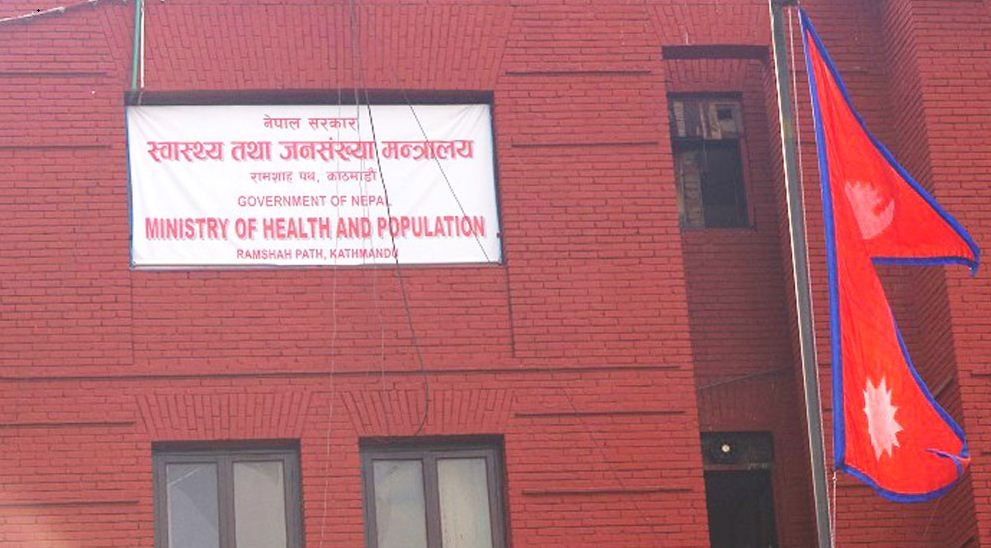 नेपाल सरकार
स्वास्थ्य तथा जनसंख्या मन्त्रालय
रामशाह पथ, काठमाडौं
GOVERNMENT OF NEPAL
MINISTRY OF HEALTH AND POPULATION
RAMSHAH PATH, KATHMANDU